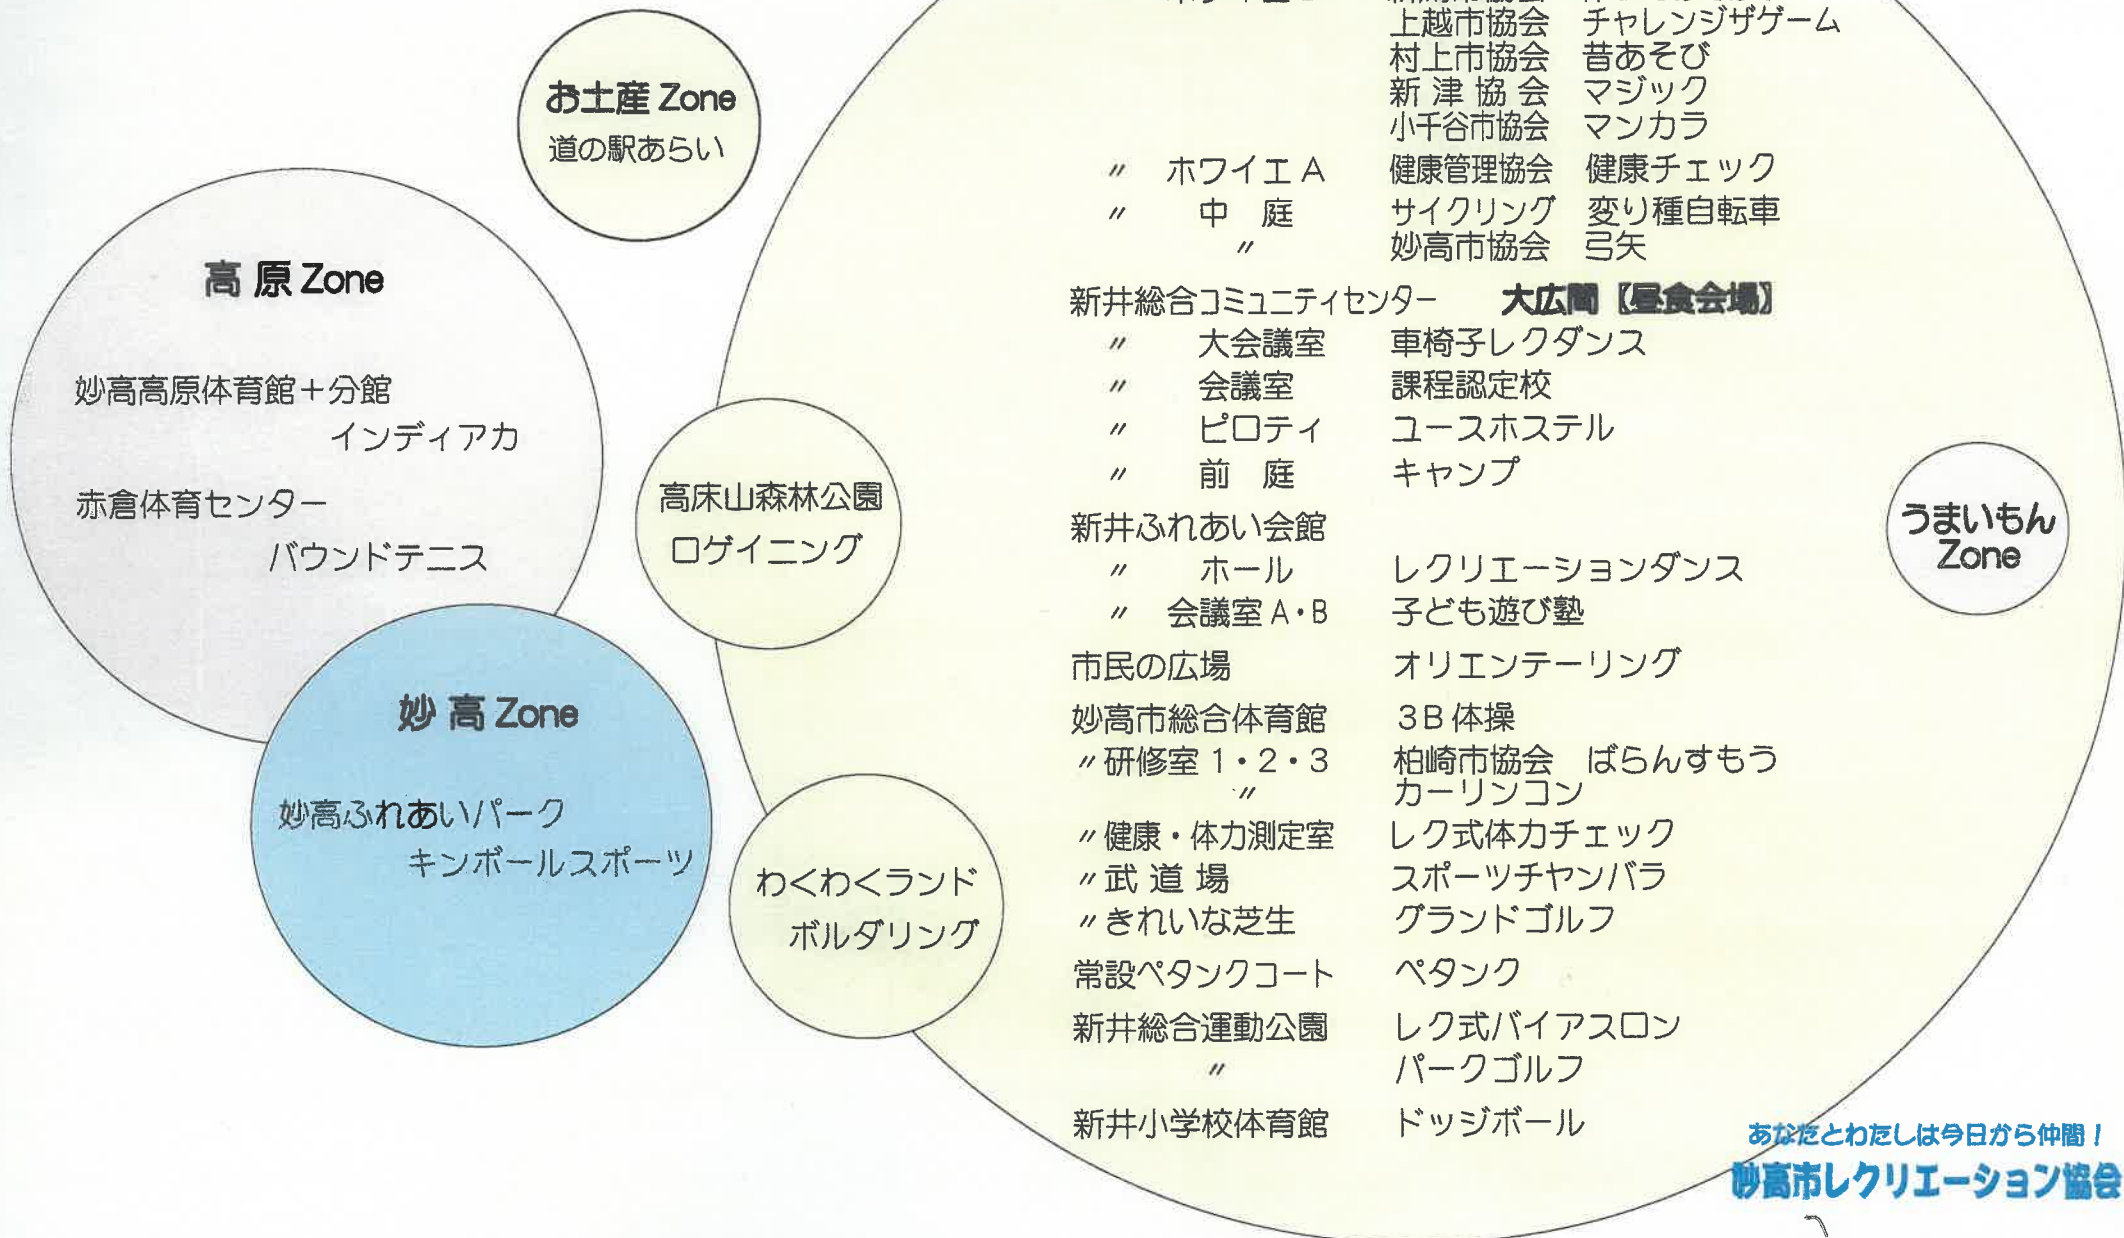 上越市協会 チャレンジザゲーム
村上市協会 昔あそび
新津協会 マジック
小千谷市協会 マンカラ
〃 ホワイエA 健康管理協会 健康チェック
〃 中庭 サイクリング 変り種自転車
〃 妙高市協会 弓矢
新井総合コミュニティセンター 大広間【昼食会場】
〃 大会議室 車椅子レクダンス
〃 会議室 課程認定校
〃 ピロティ ユースホステル
〃 前庭 キャンプ
新井ふれあい会館
〃 ホール レクリエーションダンス
〃 会議室A・B 子ども遊び塾
市民の広場 オリエンテーリング
妙高市総合体育館 3B体操
〃研修室1・2・3 柏崎市協会 ばらんすもう
〃 カーリンコン
〃健康・体力測定室 レク式体力チェック
〃武道場 スポーツチヤンバラ
〃きれいな芝生 グランドゴルフ
常設ペタンクコート ペタンク
新井総合運動公園 レク式バイアスロン
〃 パークゴルフ
新井小学校体育館 ドッジボール
お土産Zone
道の駅あらい
高原Zone
妙高高原体育館+分館
インディアカ
赤倉体育センター
バウンドテニス
高床山森林公園
ロゲイニング
妙高Zone
妙高ふれあいパーク
キンボールスポーツ
わくわくランド
ボルダリング
うまいもん
Zone
あなたとわたしは今日から仲間!
妙高市レクリエーション協会